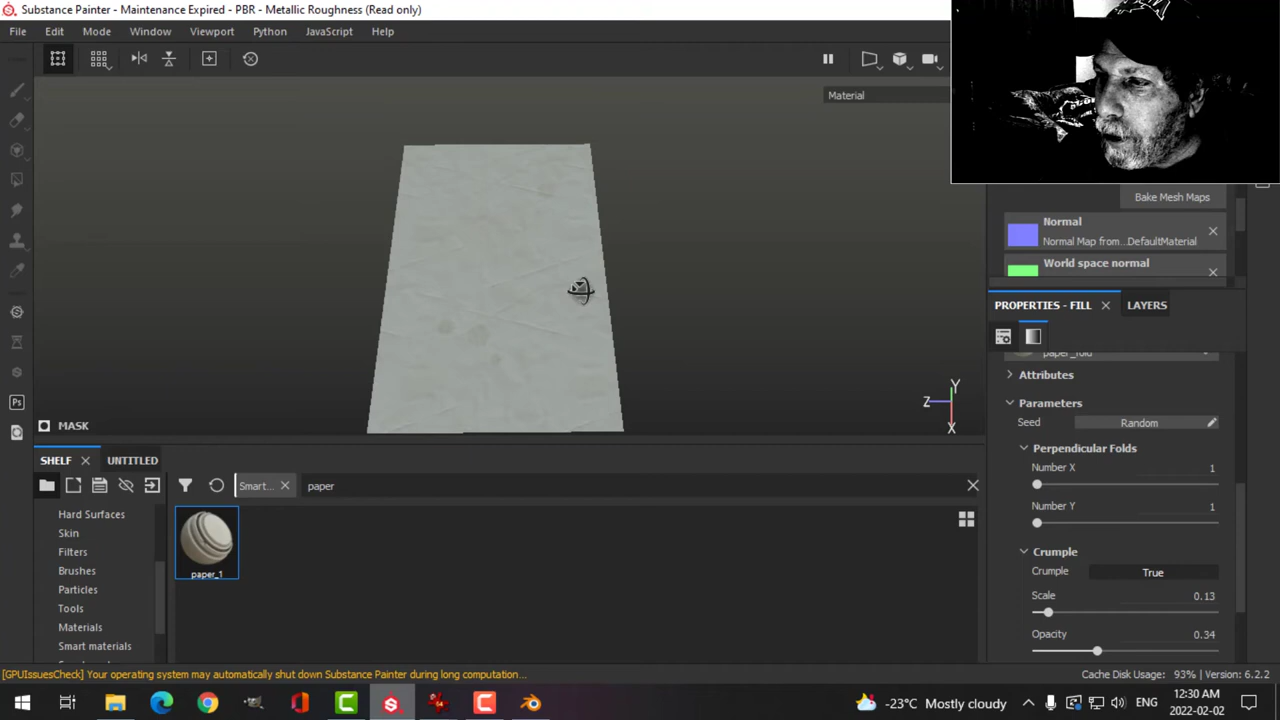 Substance Painter - Maintenance Expired - PBR - Metallic Roughness (Read only)
File Edit Mode Window Viewport Python JavaScript Help
Material
Bake Mesh Maps
Normal
Normal Map from...DefaultMaterial
World space normal
PROPERTIES - FILL LAYERS
paper_fold
Attributes
Parameters
Seed Random
Perpendicular Folds
Number X 1
Number Y 1
Crumple
Crumple True
Scale 0.13
Opacity 0.34
Y
Z
X
MASK
SHELF UNTITLED
Smart... paper
Hard Surfaces
Skin
Filters
Brushes
Particles
Tools
Materials
Smart materials
paper_1
Ps
[GPUIssuesCheck] Your operating system may automatically shut down Substance Painter during long computation...
Cache Disk Usage: 93% | Version: 6.2.2
-23°C Mostly cloudy
ENG
12:30 AM
2022-02-02